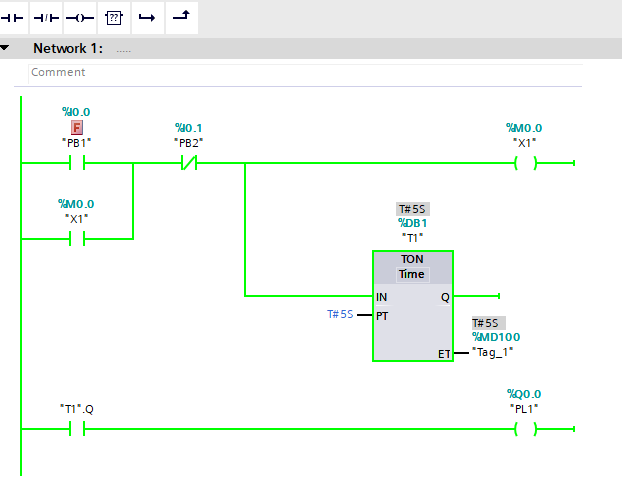 ??
Network 1: .....
Comment
%I0.0
F
"PB1"
%I0.1
"PB2"
%M0.0
"X1"
%M0.0
"X1"
T#5S
%DB1
"T1"
TON
Time
IN
Q
T#5S
PT
T#5S
%MD100
ET
"Tag_1"
"T1".Q
%Q0.0
"PL1"